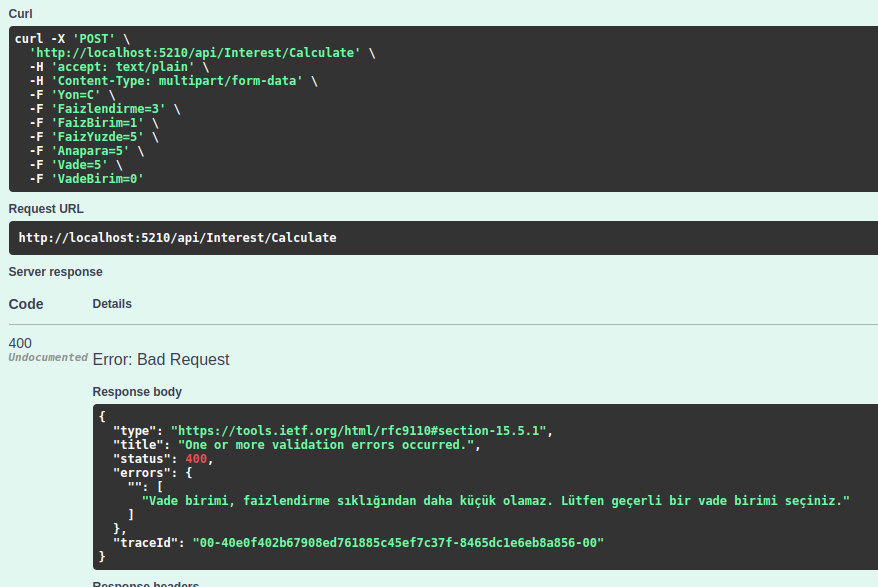 Curl
curl -X 'POST' \
'http://localhost:5210/api/Interest/Calculate' \
-H 'accept: text/plain' \
-H 'Content-Type: multipart/form-data' \
-F 'Yon=C' \
-F 'Faizlendirme=3' \
-F 'FaizBirim=1' \
-F 'FaizYuzde=5' \
-F 'Anapara=5' \
-F 'Vade=5' \
-F 'VadeBirim=0'
Request URL
http://localhost:5210/api/Interest/Calculate
Server response
Code Details
400
Undocumented Error: Bad Request
Response body
{
"type": "https://tools.ietf.org/html/rfc9110#section-15.5.1",
"title": "One or more validation errors occurred.",
"status": 400,
"errors": {
"": [
"Vade birimi, faizlendirme sıklığından daha küçük olamaz. Lütfen geçerli bir vade birimi seçiniz."
]
},
"traceId": "00-40e0f402b67908ed761885c45ef7c37f-8465dc1e6eb8a856-00"
}
Response headers